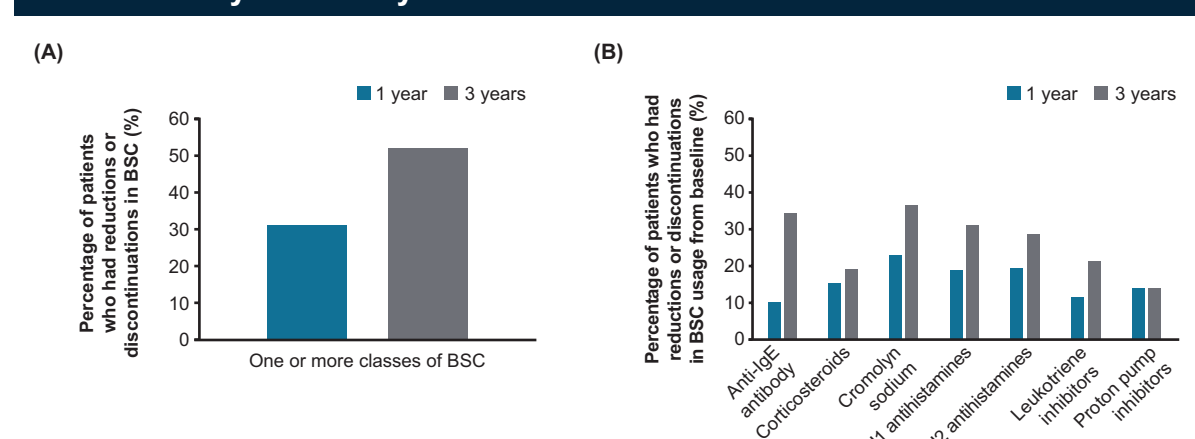 (A)
1 year 3 years
Percentage of patients
who had reductions or
discontinuations in BSC (%)
60
50
40
30
20
10
0
One or more classes of BSC
(B)
1 year 3 years
Percentage of patients who had
reductions or discontinuations
in BSC usage from baseline (%)
60
50
40
30
20
10
0
Anti-IgE
antibody
Corticosteroids
Cromolyn
sodium
antihistamines
antihistamines
Leukotriene
inhibitors
Proton pump
inhibitors